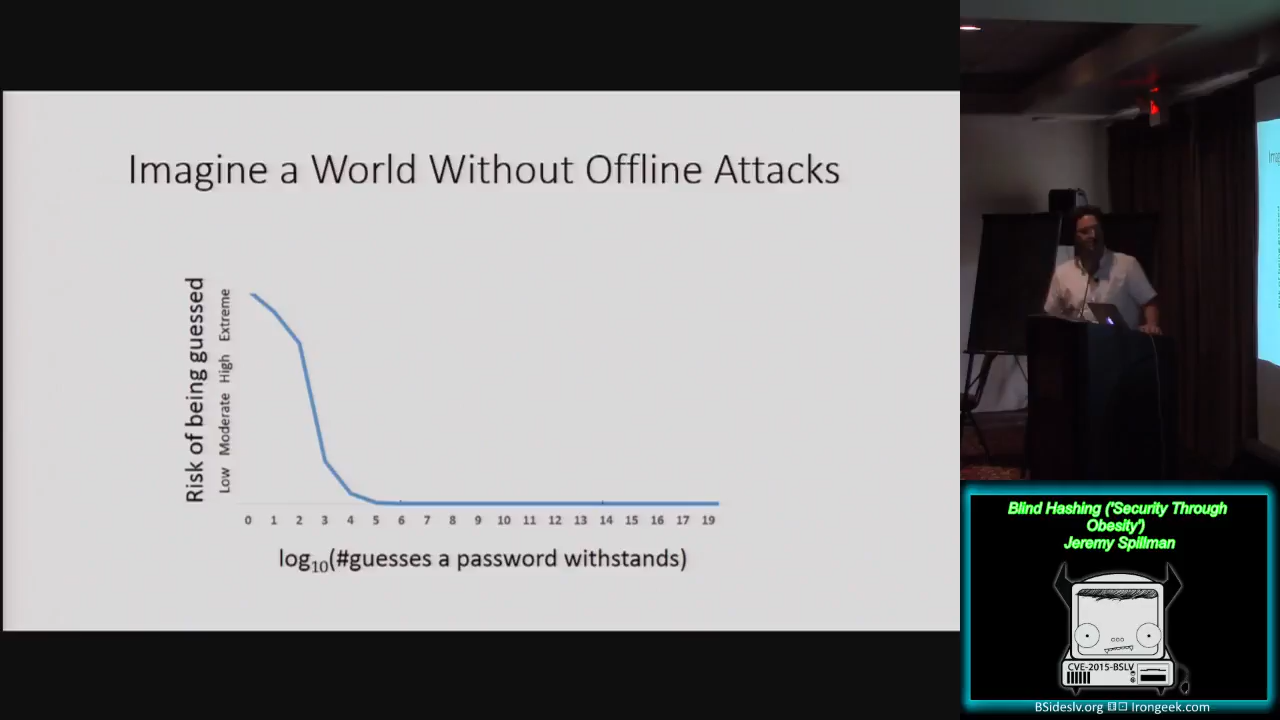 Imagine a World Without Offline Attacks
Risk of being guessed
Low Moderate High Extreme
0 1 2 3 4 5 6 7 8 9 10 11 12 13 14 15 16 17 19
log₁₀(#guesses a password withstands)
Blind Hashing ('Security Through
Obesity')
Jeremy Spillman
CVE-2015-BSLV
BSideslv.org Irongeek.com